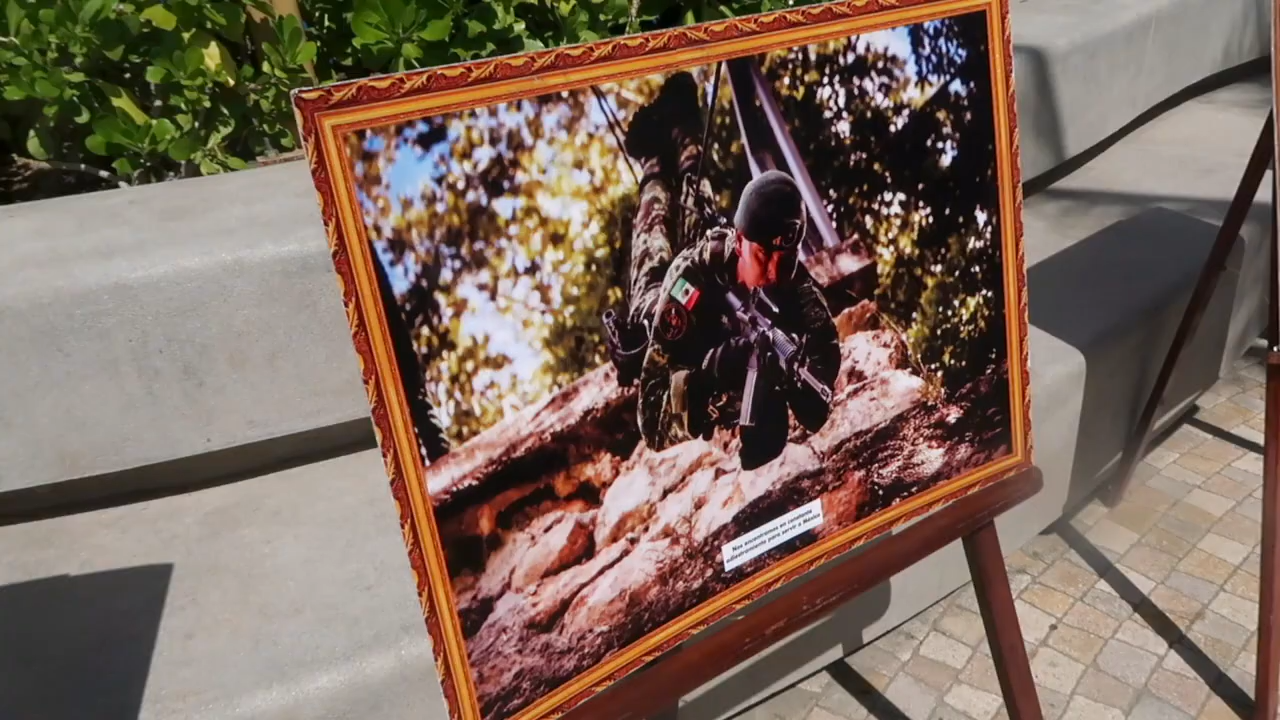 Nos encontramos en constante
adiestramiento para servir a México